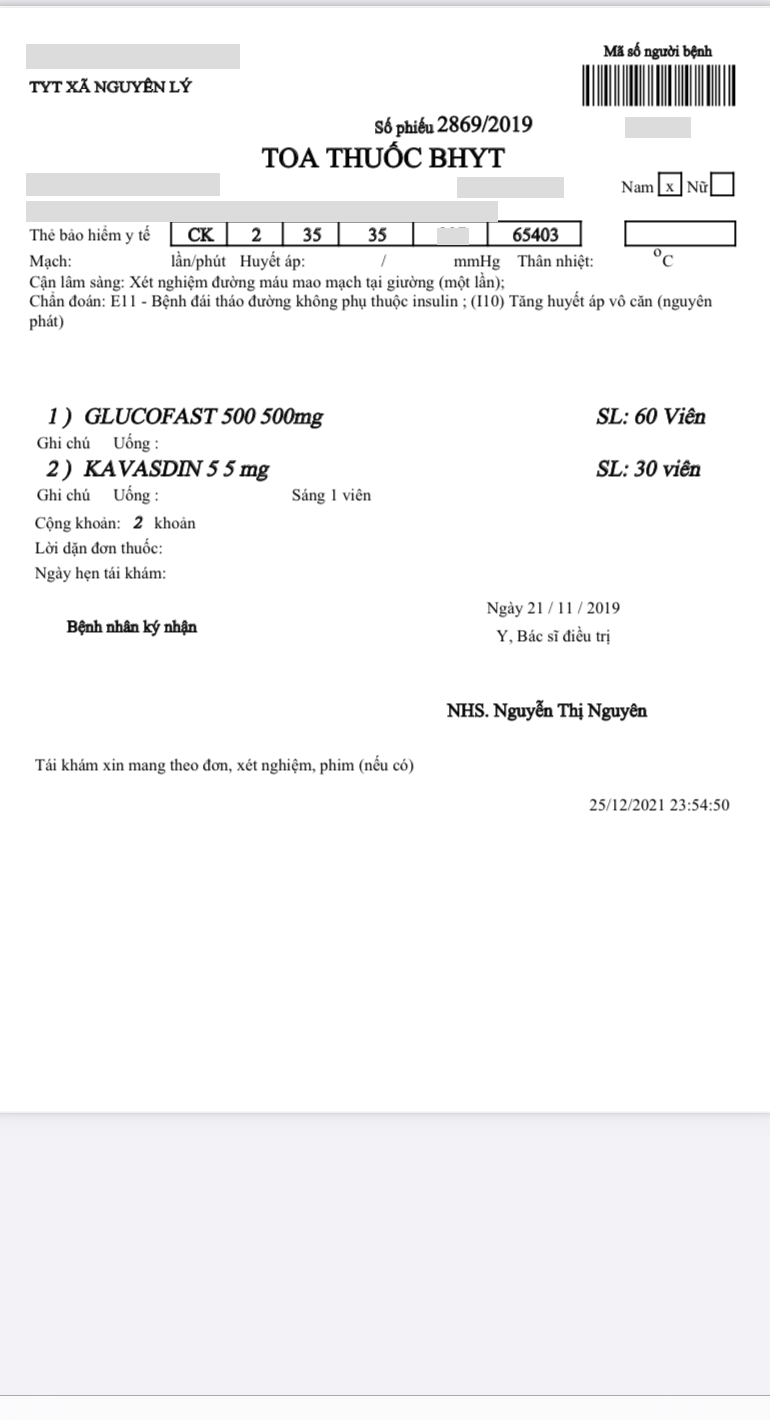 Mã số người bệnh
TYT XÃ NGUYÊN LÝ
Số phiếu 2869/2019
TOA THUỐC BHYT
Nam x Nữ
Thẻ bảo hiểm y tế CK 2 35 35 65403
Mạch: lần/phút Huyết áp: / mmHg Thân nhiệt: °C
Cận lâm sàng: Xét nghiệm đường máu mao mạch tại giường (một lần);
Chẩn đoán: E11 - Bệnh đái tháo đường không phụ thuộc insulin ; (I10) Tăng huyết áp vô căn (nguyên
phát)
1 ) GLUCOFAST 500 500mg SL: 60 Viên
Ghi chú Uống :
2 ) KAVASDIN 5 5 mg SL: 30 viên
Ghi chú Uống : Sáng 1 viên
Cộng khoản: 2 khoản
Lời dặn đơn thuốc:
Ngày hẹn tái khám:
Ngày 21 / 11 / 2019
Bệnh nhân ký nhận
Y, Bác sĩ điều trị
NHS. Nguyễn Thị Nguyên
Tái khám xin mang theo đơn, xét nghiệm, phim (nếu có)
25/12/2021 23:54:50